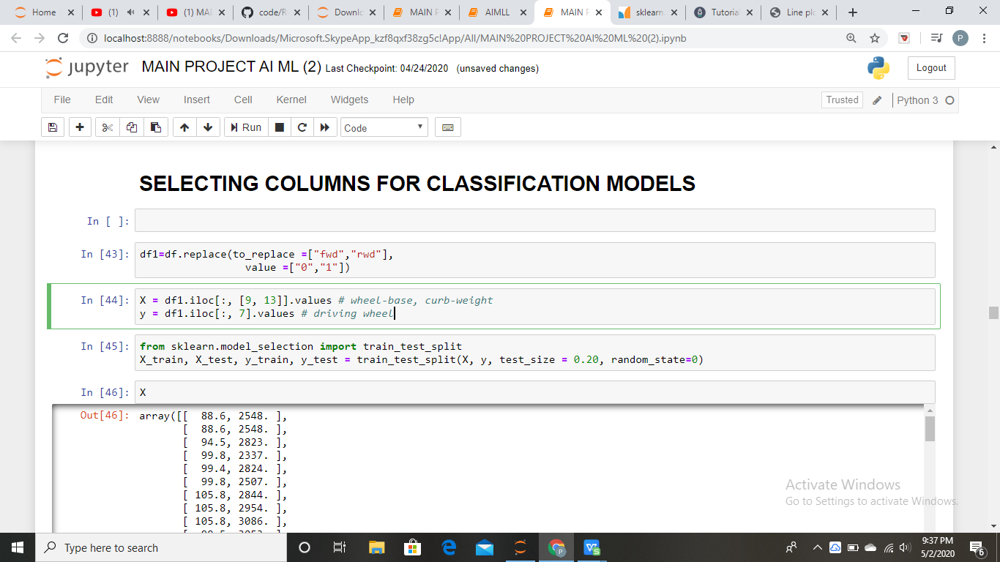 Home
(1)
(1) MAE
code/R
Downlo
MAIN P
AIMLL
MAIN P
sklearn
Tutorial
Line plo
localhost:8888/notebooks/Downloads/Microsoft.SkypeApp_kzf8qxf38zg5c!App/All/MAIN%20PROJECT%20AI%20ML%20(2).ipynb
P
jupyter MAIN PROJECT AI ML (2) Last Checkpoint: 04/24/2020 (unsaved changes)
Logout
File Edit View Insert Cell Kernel Widgets Help
Trusted
Python 3
Run
Code
SELECTING COLUMNS FOR CLASSIFICATION MODELS
In [ ]:
In [43]: df1=df.replace(to_replace =["fwd","rwd"],
value =["0","1"])
In [44]: X = df1.iloc[:, [9, 13]].values # wheel-base, curb-weight
y = df1.iloc[:, 7].values # driving wheel
In [45]: from sklearn.model_selection import train_test_split
X_train, X_test, y_train, y_test = train_test_split(X, y, test_size = 0.20, random_state=0)
In [46]: X
Out[46]: array([[ 88.6, 2548. ],
[ 88.6, 2548. ],
[ 94.5, 2823. ],
[ 99.8, 2337. ],
[ 99.4, 2824. ],
[ 99.8, 2507. ],
[ 105.8, 2844. ],
[ 105.8, 2954. ],
[ 105.8, 3086. ],
Activate Windows
Go to Settings to activate Windows.
Type here to search
P
9:37 PM
5/2/2020
6